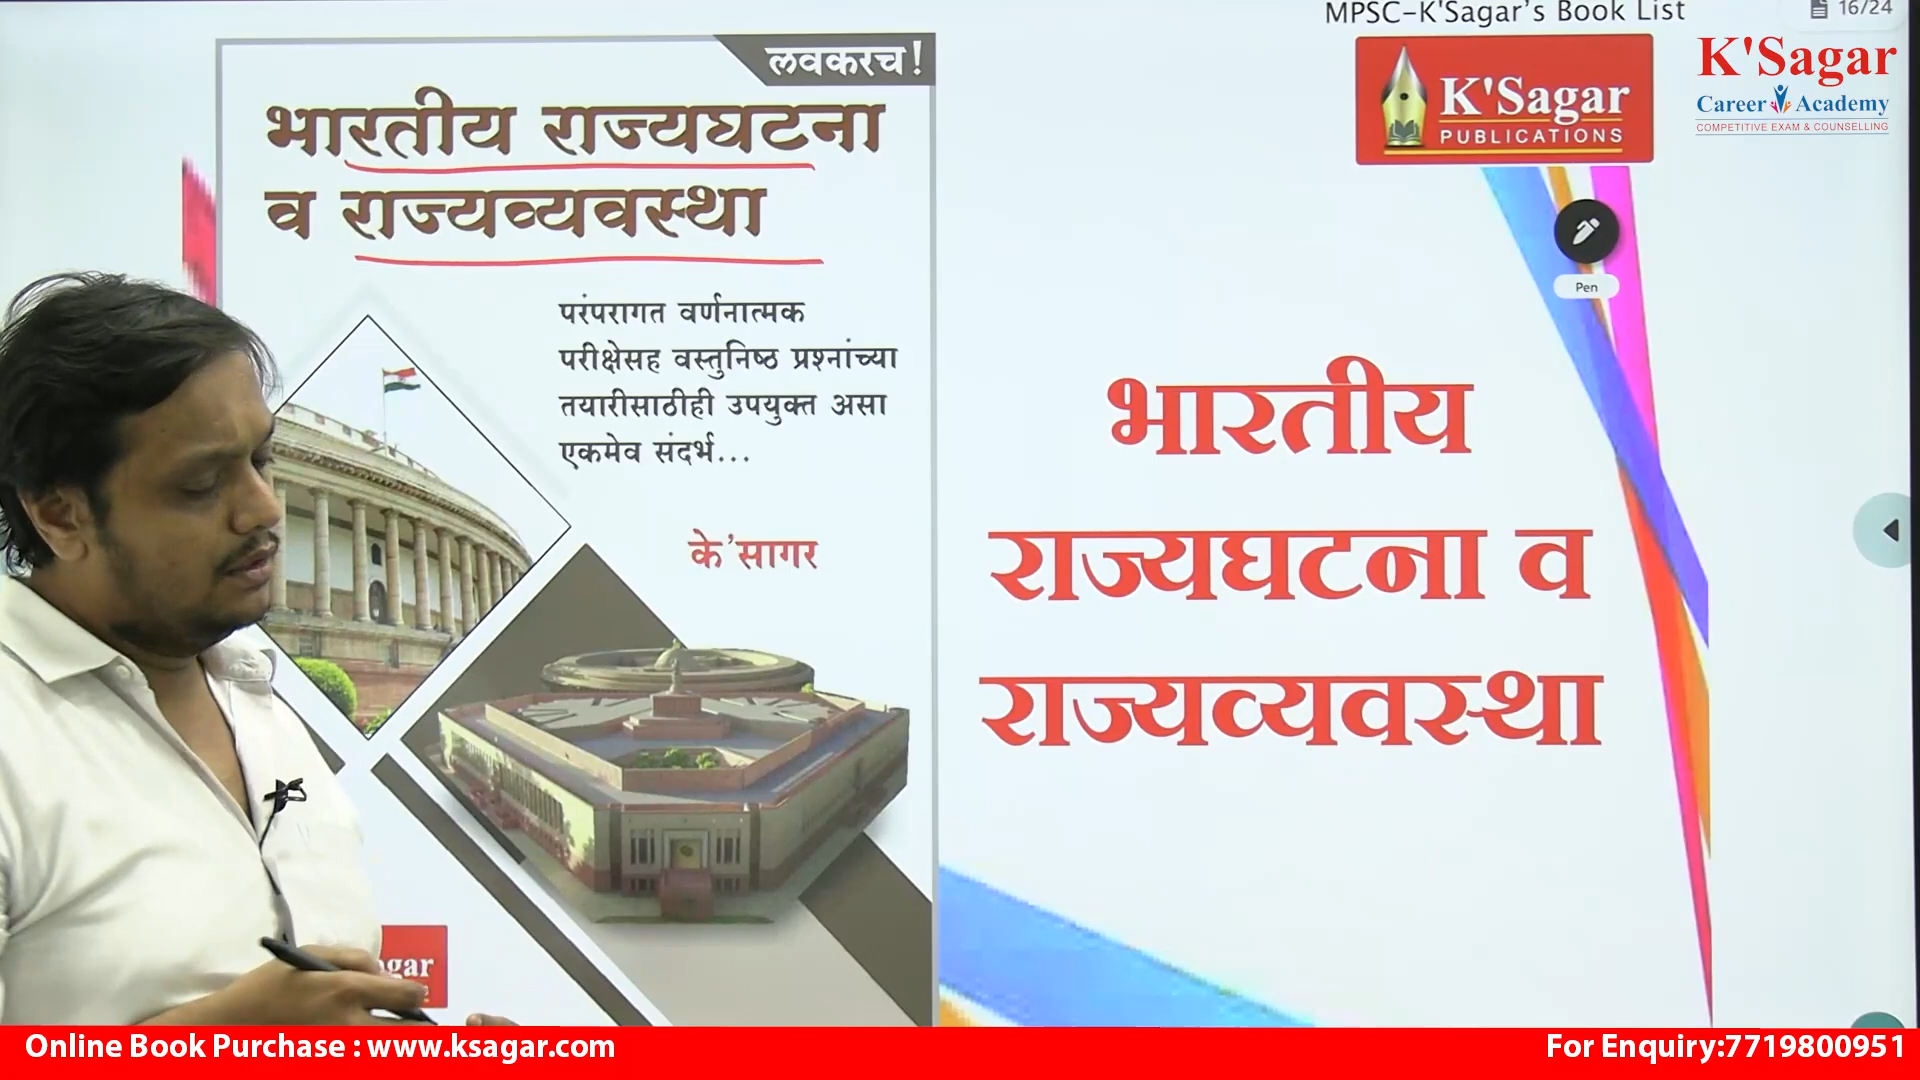 MPSC-K'Sagar's Book List
16/24
लवकरच!
भारतीय राज्यघटना
व राज्यव्यवस्था
परंपरागत वर्णनात्मक
परीक्षेसह वस्तुनिष्ठ प्रश्नांच्या
तयारीसाठीही उपयुक्त असा
एकमेव संदर्भ...
के'सागर
K'Sagar
PUBLICATIONS
K'Sagar
Career Academy
COMPETITIVE EXAM & COUNSELLING
Pen
भारतीय
राज्यघटना व
राज्यव्यवस्था
Online Book Purchase : www.ksagar.com
For Enquiry:7719800951